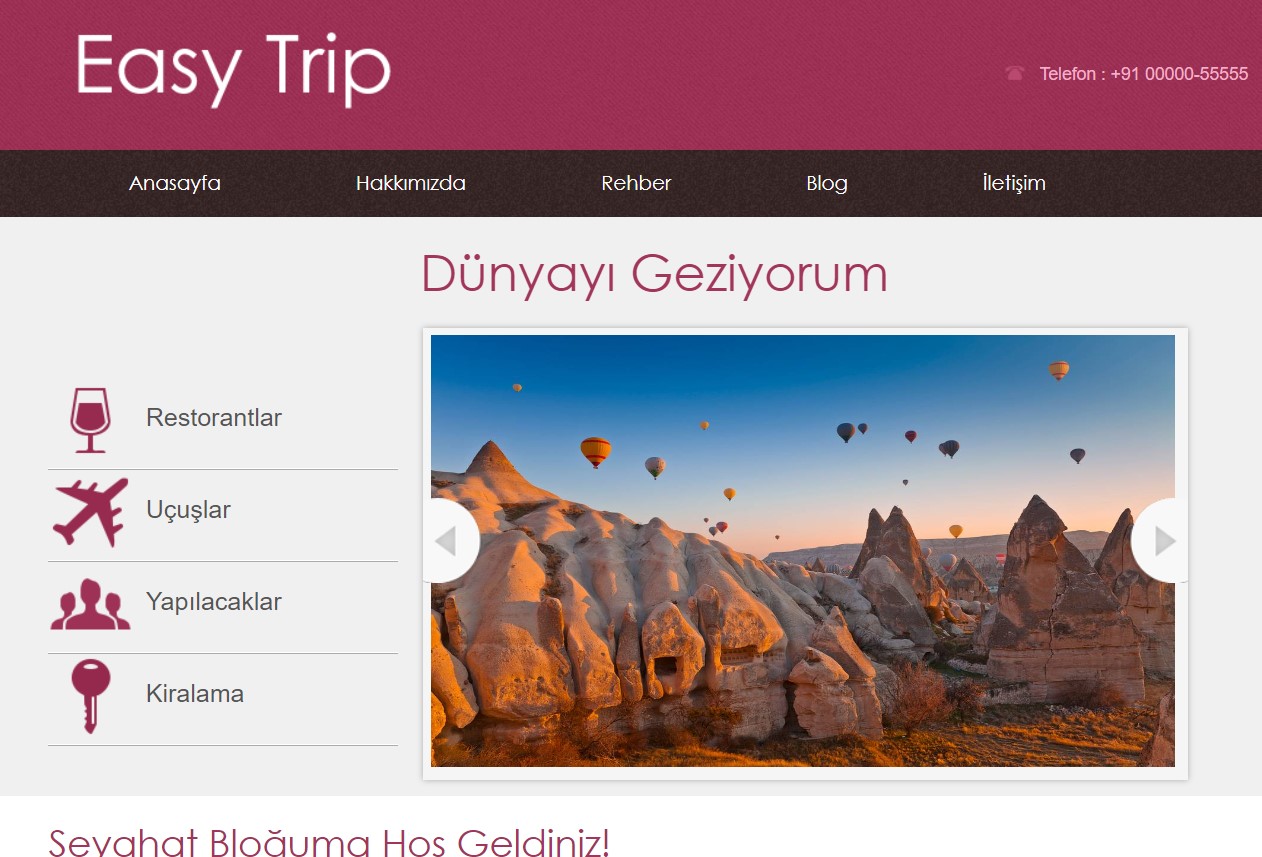 Easy Trip
Telefon : +91 00000-55555
Anasayfa Hakkımızda Rehber Blog İletişim
Dünyayı Geziyorum
Restorantlar
Uçuşlar
Yapılacaklar
Kiralama
Seyahat Bloğuma Hoş Geldiniz!